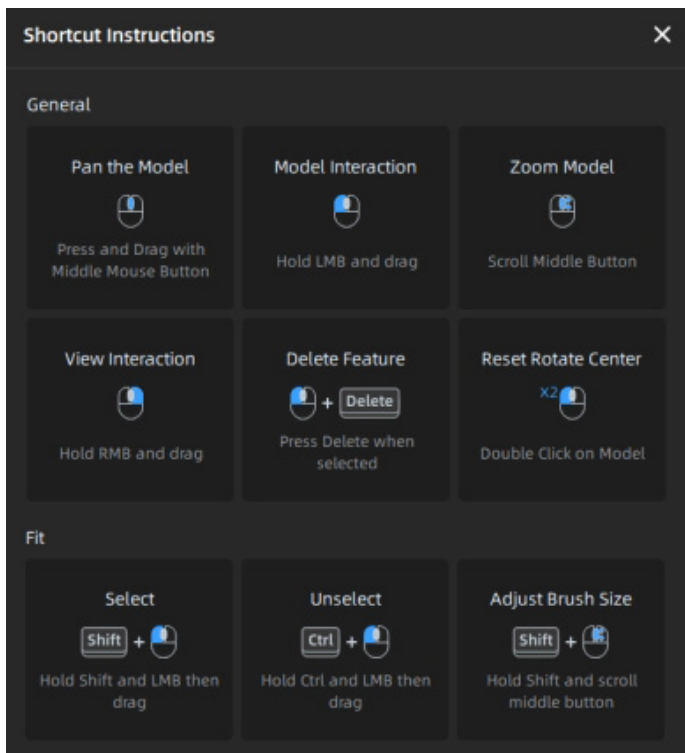 Shortcut Instructions
General
Pan the Model
Press and Drag with
Middle Mouse Button
Model Interaction
Hold LMB and drag
Zoom Model
Scroll Middle Button
View Interaction
Hold RMB and drag
Delete Feature
+ Delete
Press Delete when
selected
Reset Rotate Center
X2
Double Click on Model
Fit
Select
Shift +
Hold Shift and LMB then
drag
Unselect
Ctrl +
Hold Ctrl and LMB then
drag
Adjust Brush Size
Shift +
Hold Shift and scroll
middle button